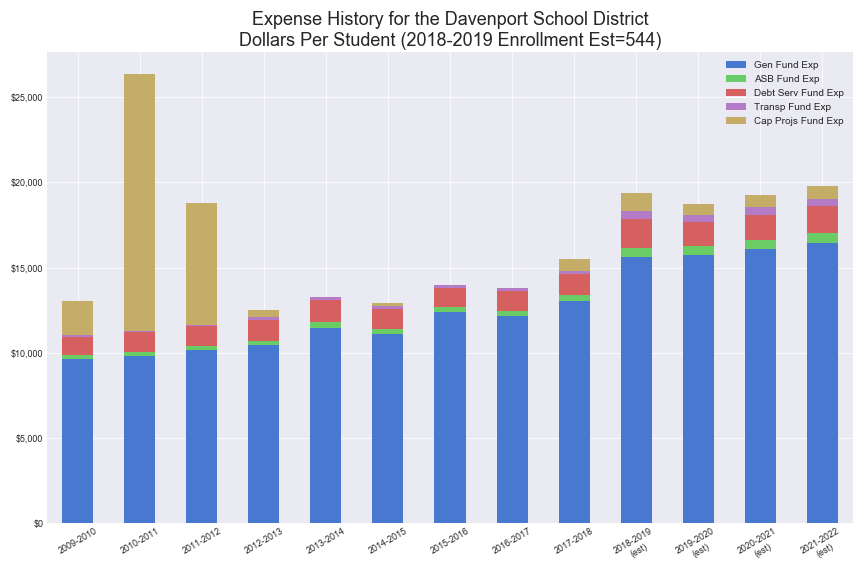 Expense History for the Davenport School District
Dollars Per Student (2018-2019 Enrollment Est=544)
Gen Fund Exp
ASB Fund Exp
Debt Serv Fund Exp
Transp Fund Exp
Cap Projs Fund Exp
$25,000
$20,000
$15,000
$10,000
$5,000
$0
2009-2010
2010-2011
2011-2012
2012-2013
2013-2014
2014-2015
2015-2016
2016-2017
2017-2018
2018-2019
(est)
2019-2020
(est)
2020-2021
(est)
2021-2022
(est)